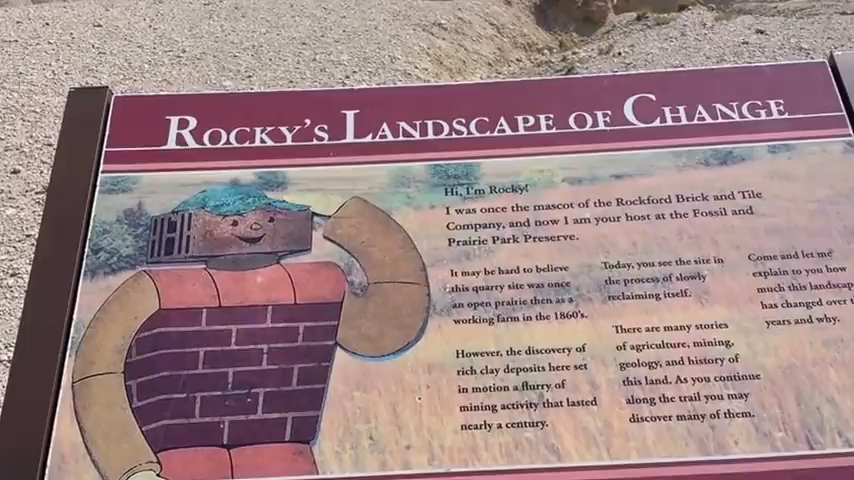 ROCKY'S LANDSCAPE OF CHANGE
Hi, I'm Rocky!
I was once the mascot of the Rockford Brick and Tile
Company, and now I am your host at the Fossil and
Prairie Park Preserve.
It may be hard to believe
this quarry site was once
an open prairie then as a
working farm in the 1860's.
However, the discovery of
rich clay deposits here set
in motion a flurry of
mining activity that lasted
nearly a century.
Today, you see the site in
the process of slowly
reclaiming itself.
There are many stories
of agriculture, mining,
geology, and history of
this land. As you continue
along the trail you may
discover many of them.
Come and let me
explain to you how
much this landscap
has changed over t
years and why.